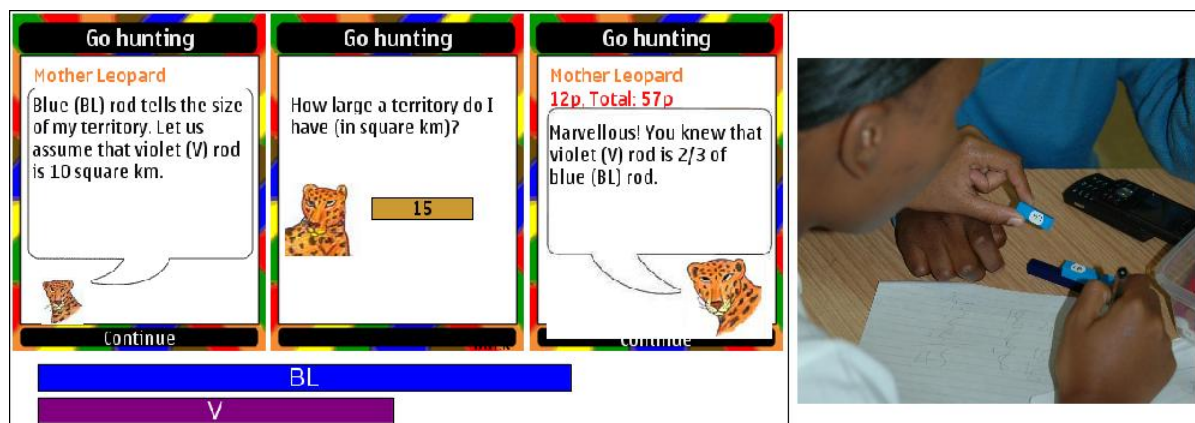 Go hunting
Mother Leopard
Blue (BL) rod tells the size
of my territory. Let us
assume that violet (V) rod
is 10 square km.
Continue
Go hunting
How large a territory do I
have (in square km)?
15
Go hunting
Mother Leopard
12p, Total: 57p
Marvellous! You knew that
violet (V) rod is 2/3 of
blue (BL) rod.
Continue
BL
V